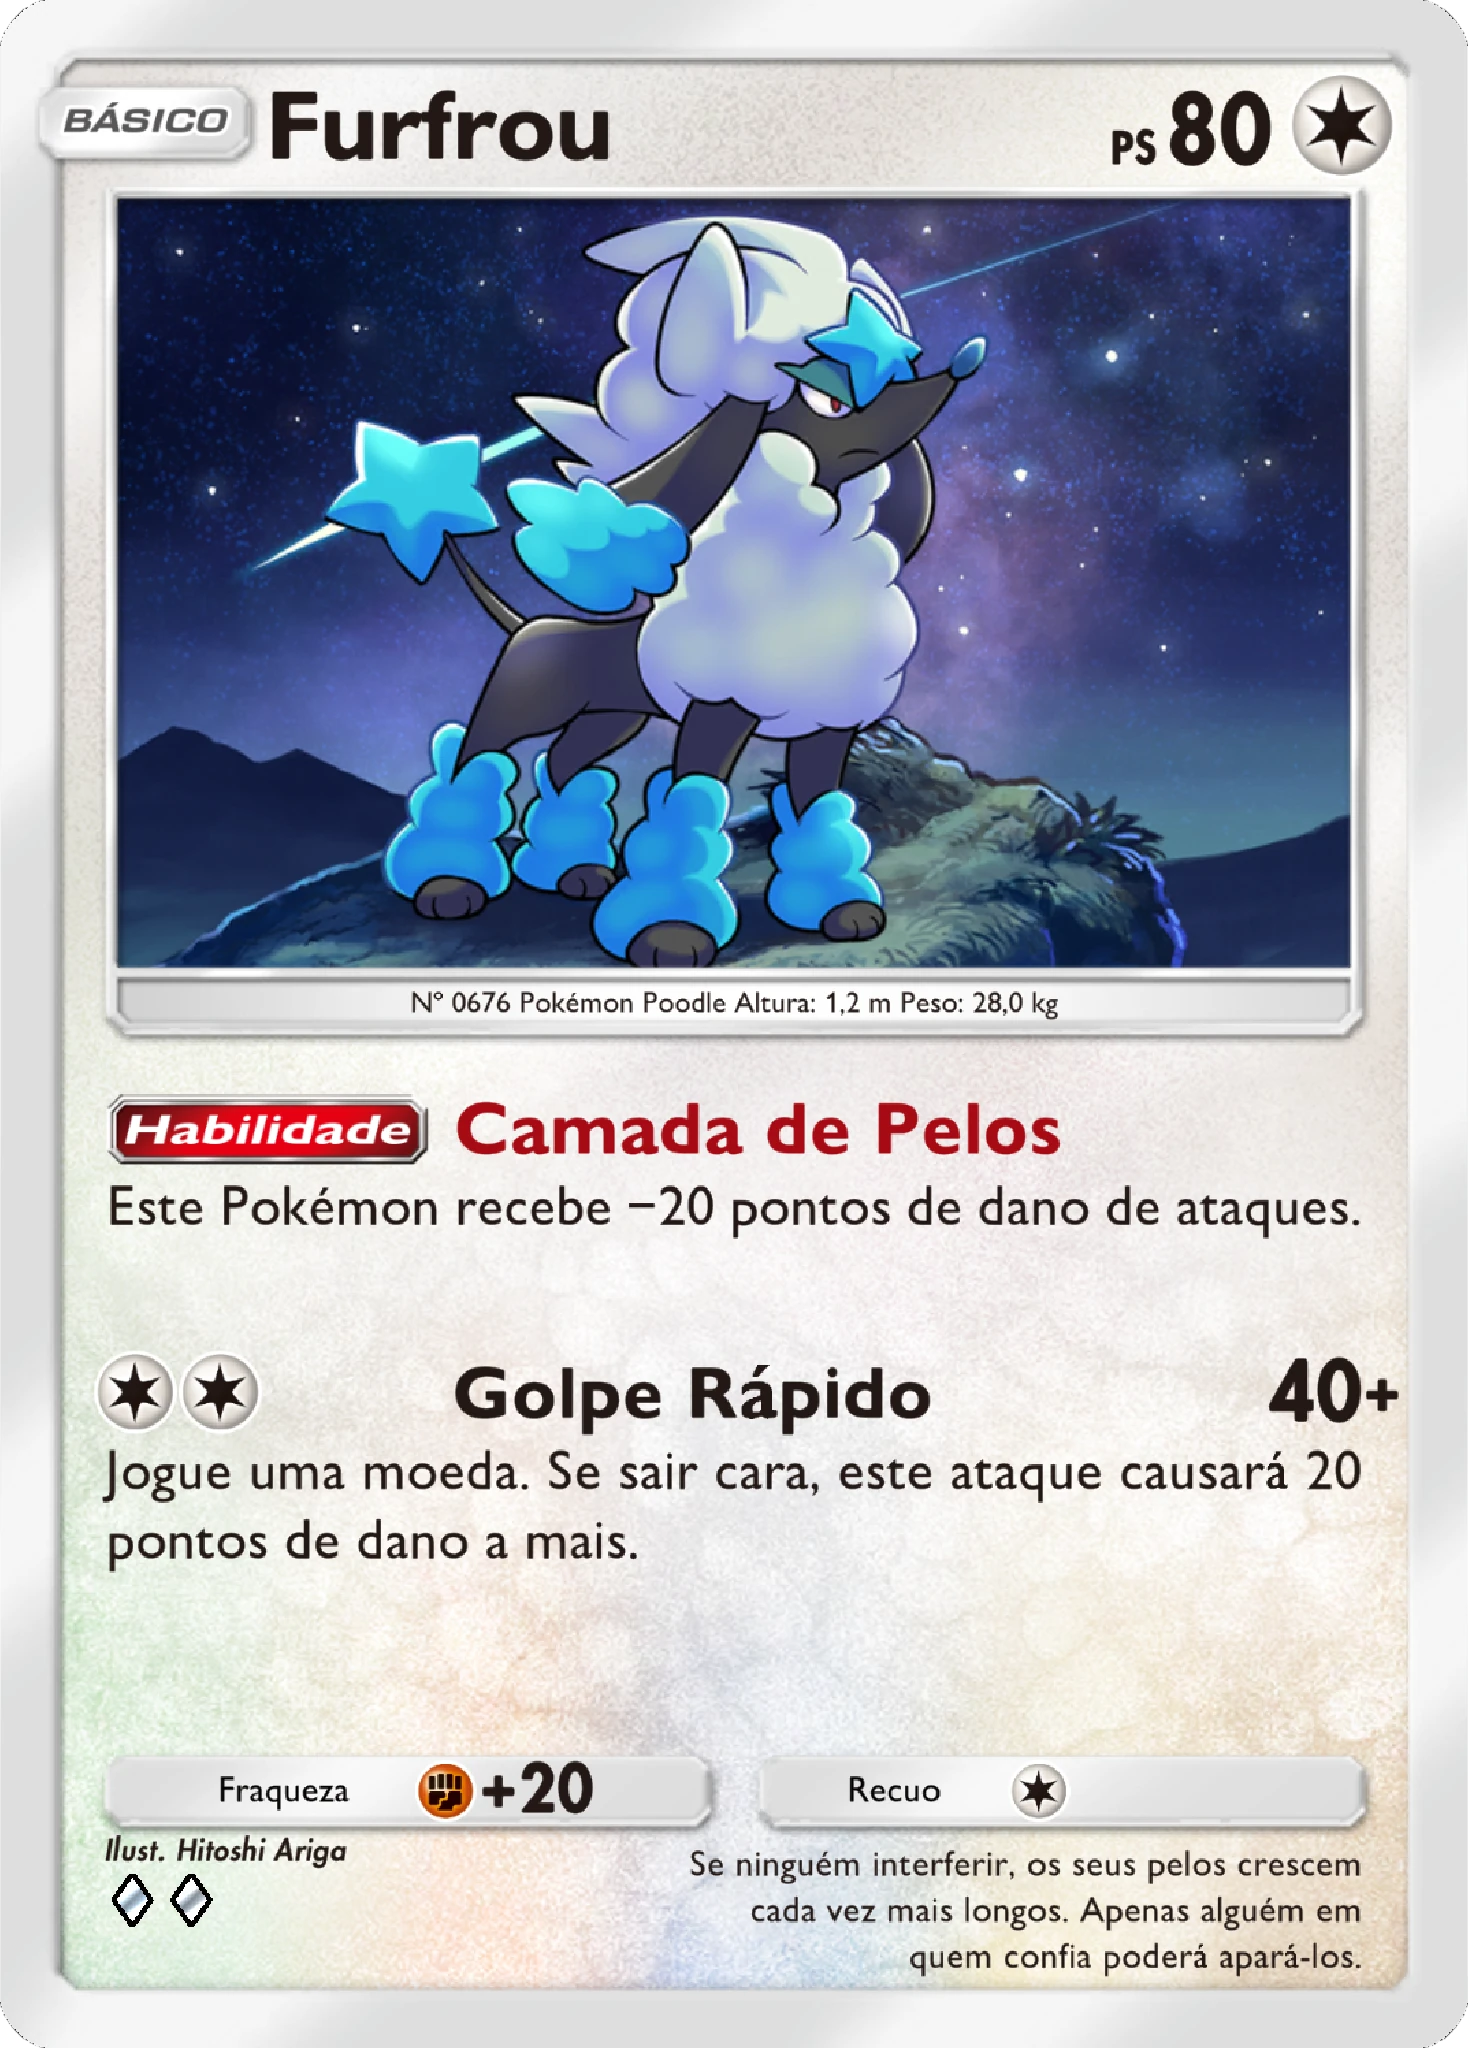 BÁSICO Furfrou PS 80
Nº 0676 Pokémon Poodle Altura: 1,2 m Peso: 28,0 kg
Habilidade Camada de Pelos
Este Pokémon recebe −20 pontos de dano de ataques.
Golpe Rápido 40+
Jogue uma moeda. Se sair cara, este ataque causará 20
pontos de dano a mais.
Fraqueza +20 Recuo
Ilust. Hitoshi Ariga
Se ninguém interferir, os seus pelos crescem
cada vez mais longos. Apenas alguém em
quem confia poderá apará-los.